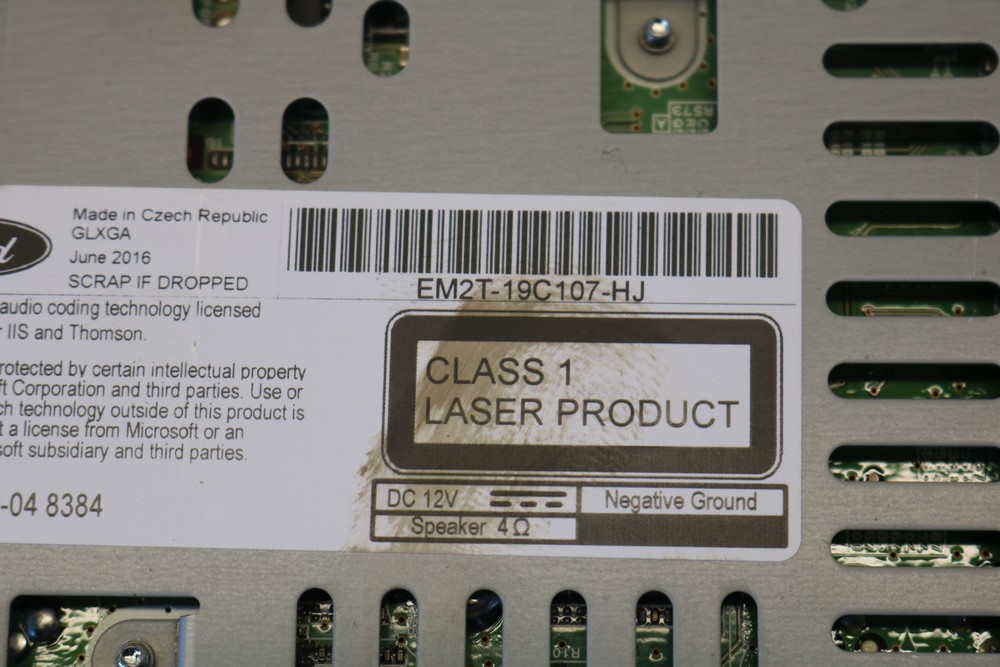 Made in Czech Republic
GLXGA
June 2016
SCRAP IF DROPPED
EM2T-19C107-HJ
audio coding technology licensed
IIS and Thomson.
rotected by certain intellectual property
ft Corporation and third parties. Use or
ch technology outside of this product is
t a license from Microsoft or an
soft subsidiary and third parties.
-04 8384
CLASS 1
LASER PRODUCT
DC 12V
Negative Ground
Speaker 4Ω
R573